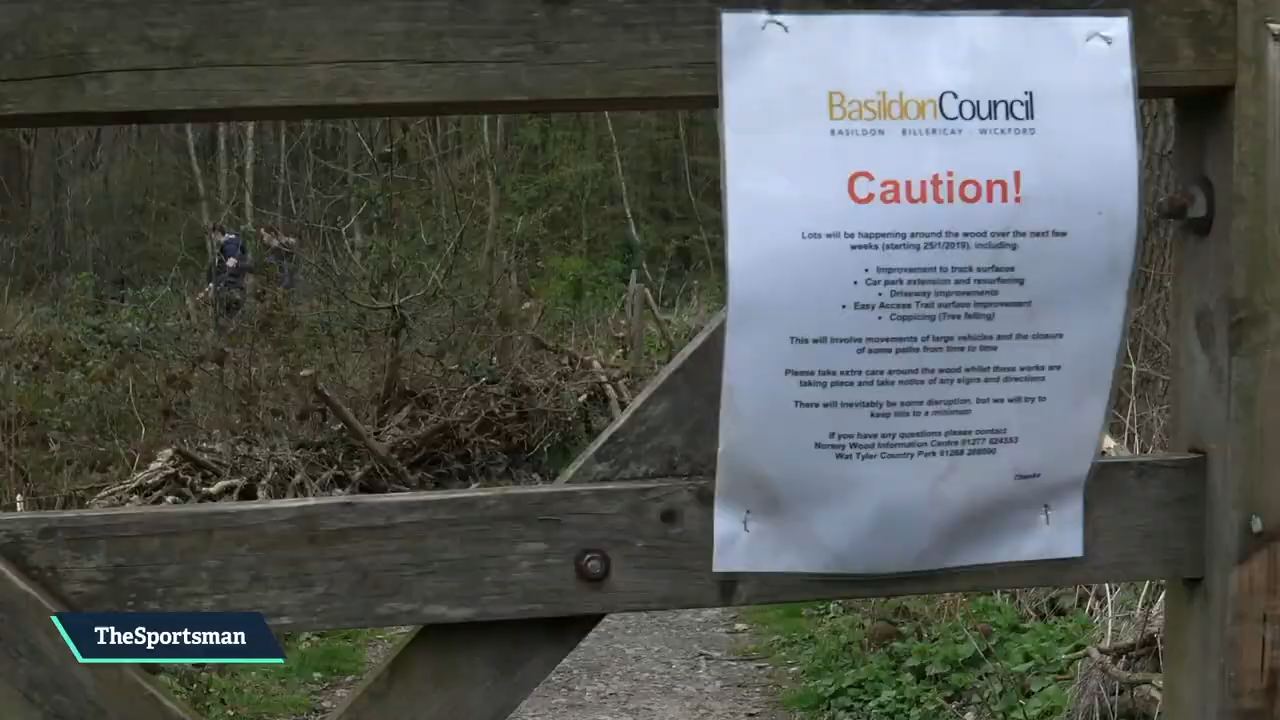 BasildonCouncil
BASILDON BILLERICAY WICKFORD
Caution!
Lots will be happening around the wood over the next few
weeks (starting 25/1/2019), including:
• Improvement to track surfaces
• Car park extension and resurfacing
• Driveway improvements
• Easy Access Trail surface improvement
• Coppicing (Tree felling)
This will involve movements of large vehicles and the closure
of some paths from time to time
Please take extra care around the wood whilst these works are
taking place and take notice of any signs and directions
There will inevitably be some disruption, but we will try to
keep this to a minimum
If you have any questions please contact
Norsey Wood Information Centre 01277 624553
Wat Tyler Country Park 01268
Thanks
TheSportsman